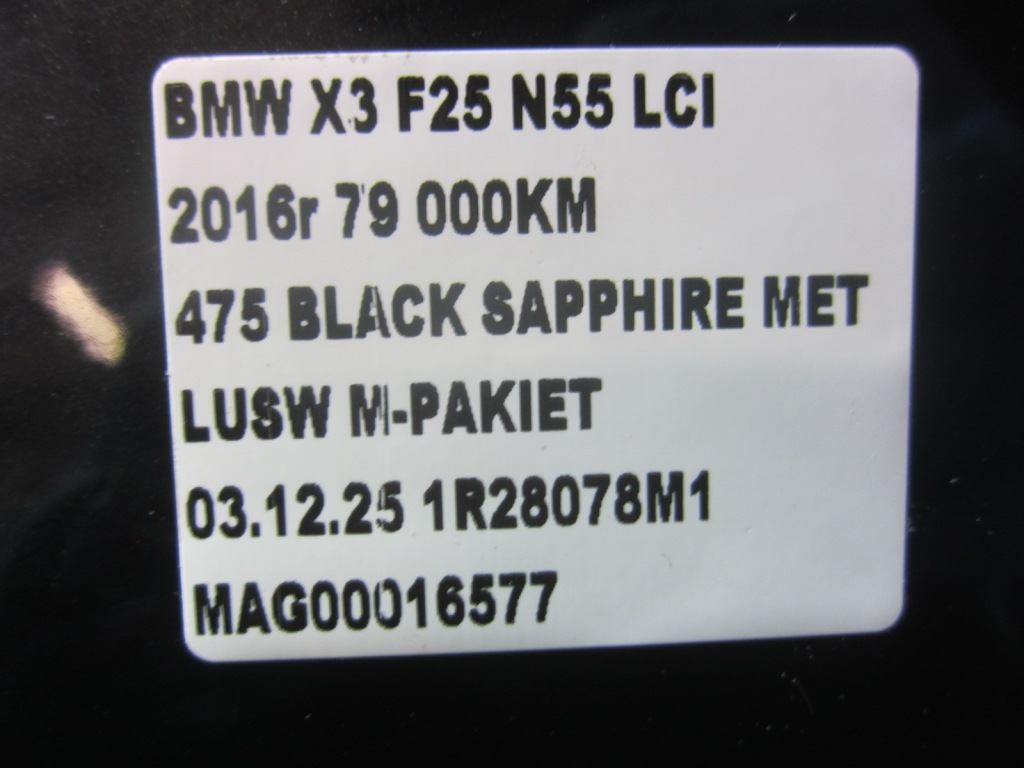 BMW X3 F25 N55 LCI
2016r 79 000KM
475 BLACK SAPPHIRE MET
LUSW M-PAKIET
03.12.25 1R28078M1
MAG00016577